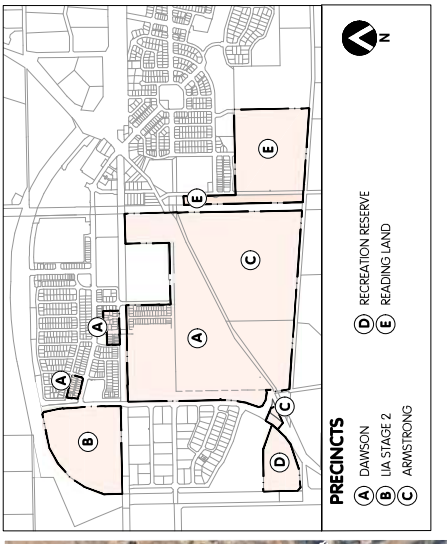 A
A
B
A
E
E
C
C
D
PRECINCTS
A DAWSON
B LIA STAGE 2
C ARMSTRONG
D RECREATION RESERVE
E READING LAND
N